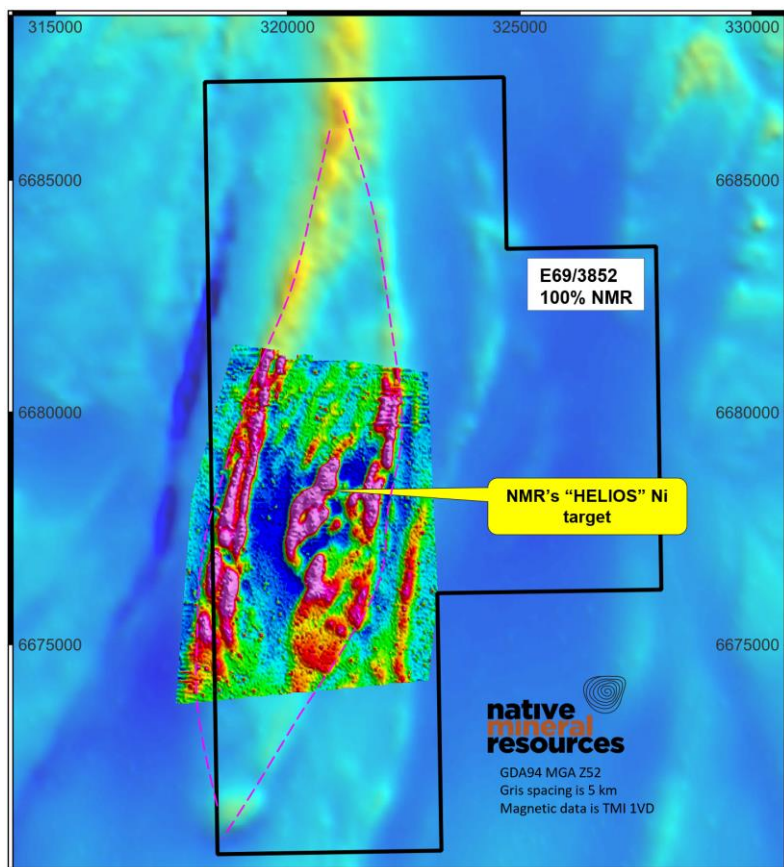 315000
320000
325000
330000
6685000
6685000
E69/3852
100% NMR
6680000
6680000
NMR's “HELIOS” Ni
target
6675000
6675000
native
mineral
resources
GDA94 MGA Z52
Gris spacing is 5 km
Magnetic data is TMI 1VD